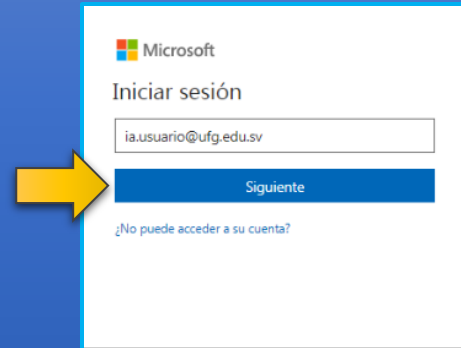 Microsoft
Iniciar sesión
ia.usuario@ufg.edu.sv
Siguiente
¿No puede acceder a su cuenta?